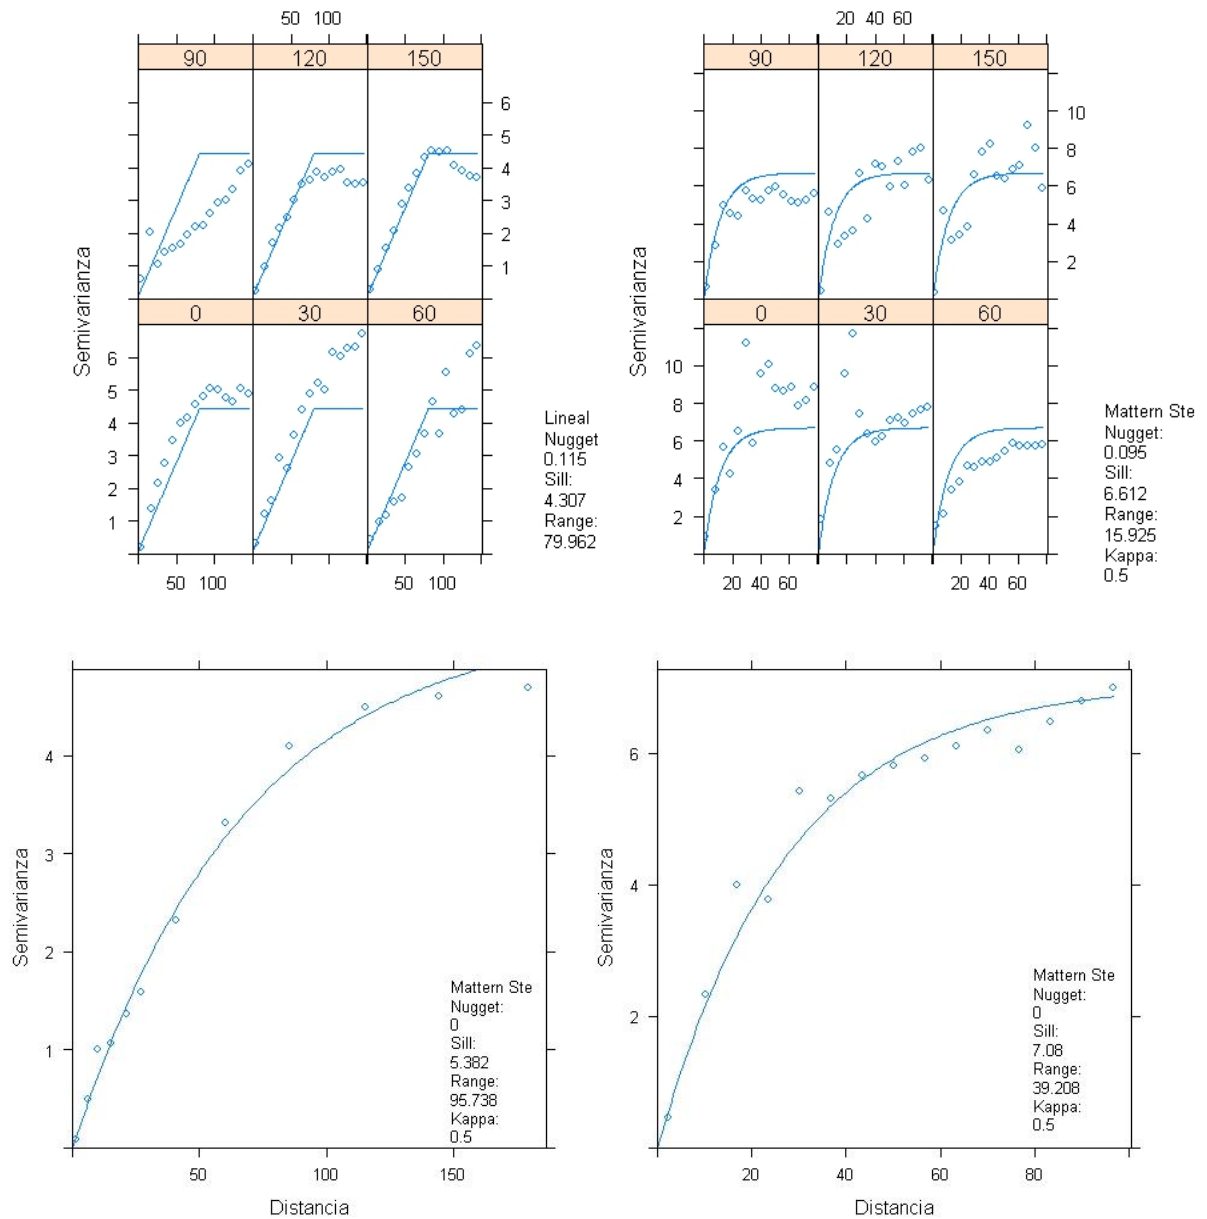 50 100
90 120 150
6
5
4
3
2
1
Semivarianza
0 30 60
6
5
4
3
2
1
50 100 50 100
Lineal
Nugget
0.115
Sill:
4.307
Range:
79.962
20 40 60
90 120 150
10
8
6
4
2
Semivarianza
0 30 60
10
8
6
4
2
20 40 60 20 40 60
Mattern Ste
Nugget:
0.095
Sill:
6.612
Range:
15.925
Kappa:
0.5
4
3
2
1
Semivarianza
Mattern Ste
Nugget:
0
Sill:
5.382
Range:
95.738
Kappa:
0.5
50 100 150
Distancia
6
4
2
Semivarianza
Mattern Ste
Nugget:
0
Sill:
7.08
Range:
39.208
Kappa:
0.5
20 40 60 80
Distancia